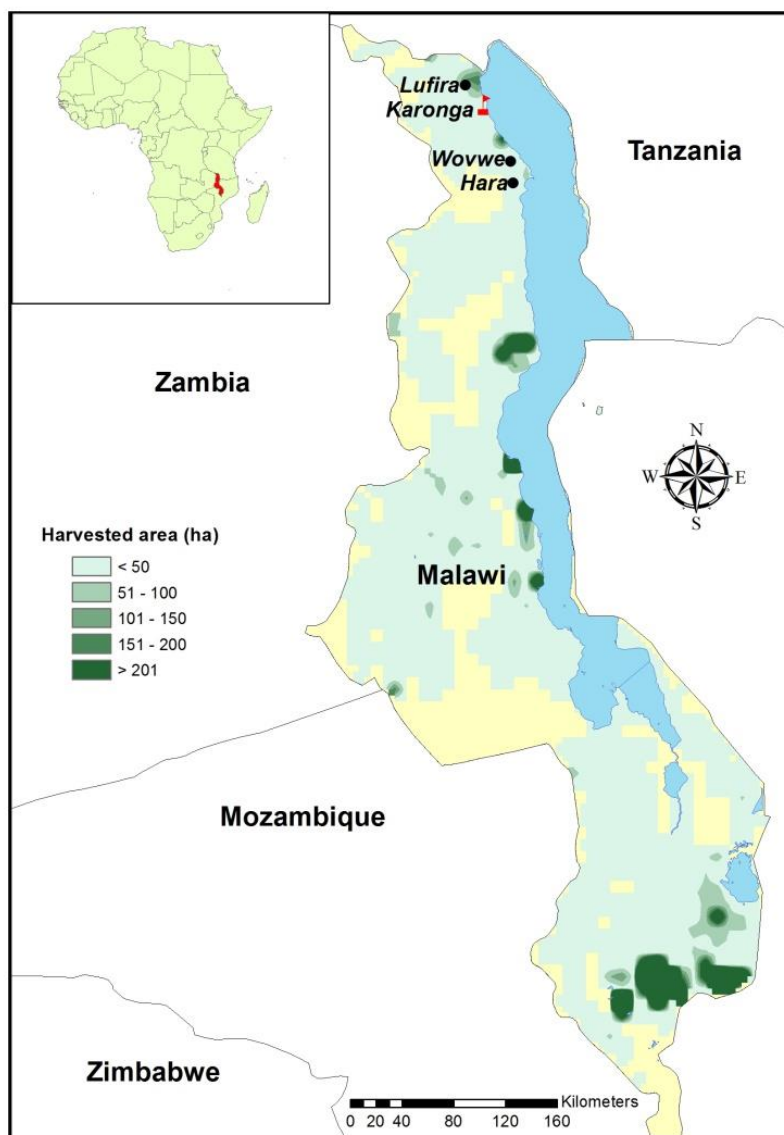 Lufira
Karonga
Tanzania
Wovwe
Hara
Zambia
N
W E
S
Harvested area (ha)
< 50
51 - 100
101 - 150
151 - 200
> 201
Malawi
Mozambique
Zimbabwe
Kilometers
0 20 40 80 120 160